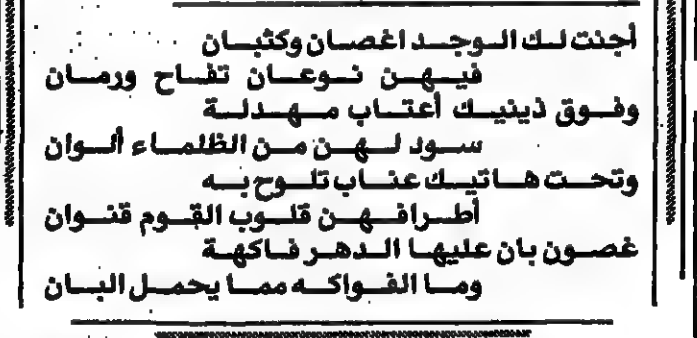 أجنت لك الوجد اغصان وكثبان
فيهن نوعان تفاح ورمان
وفوق ذينيك أعتاب مهدلة
سود لهن من الظلماء ألوان
وتحت هاتيك عناب تلوح به
أطرافهن قلوب القوم قنوان
غصون بان عليها الدهر فاكهة
وما الفواكه مما يحمل البان